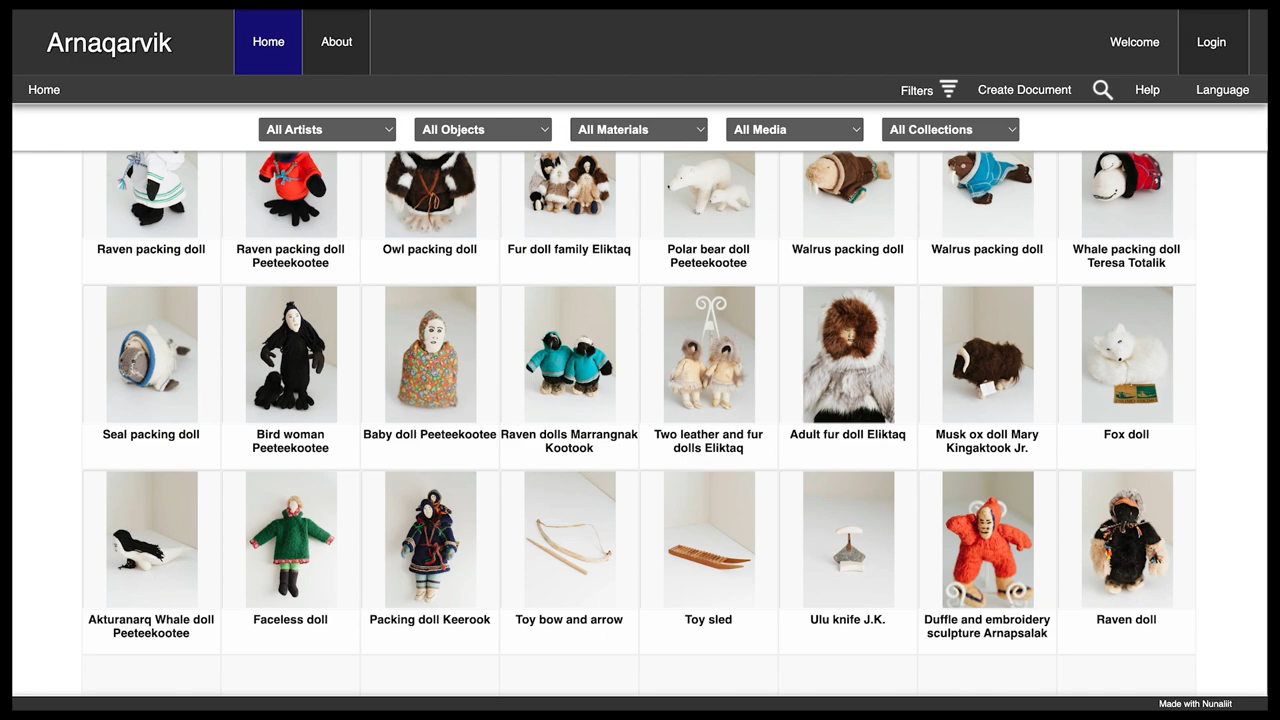 Arnaqarvik
Home
About
Welcome
Login
Home
Filters
Create Document
Help
Language
All Artists
All Objects
All Materials
All Media
All Collections
Raven packing doll
Raven packing doll
Peeteekootee
Owl packing doll
Fur doll family Eliktaq
Polar bear doll
Peeteekootee
Walrus packing doll
Walrus packing doll
Whale packing doll
Teresa Totalik
Seal packing doll
Bird woman
Peeteekootee
Baby doll Peeteekootee
Raven dolls Marrangnak
Kootook
Two leather and fur
dolls Eliktaq
Adult fur doll Eliktaq
Musk ox doll Mary
Kingaktook Jr.
Fox doll
Akturanarq Whale doll
Peeteekootee
Faceless doll
Packing doll Keerook
Toy bow and arrow
Toy sled
Ulu knife J.K.
Duffle and embroidery
sculpture Arnapsalak
Raven doll
Made with Nunaliit